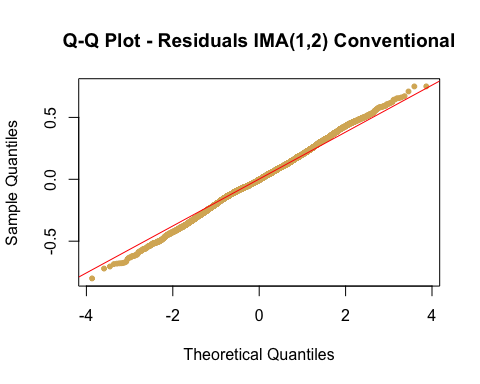 Q-Q Plot - Residuals IMA(1,2) Conventional
Sample Quantiles
0.5
0.0
-0.5
-4 -2 0 2 4
Theoretical Quantiles